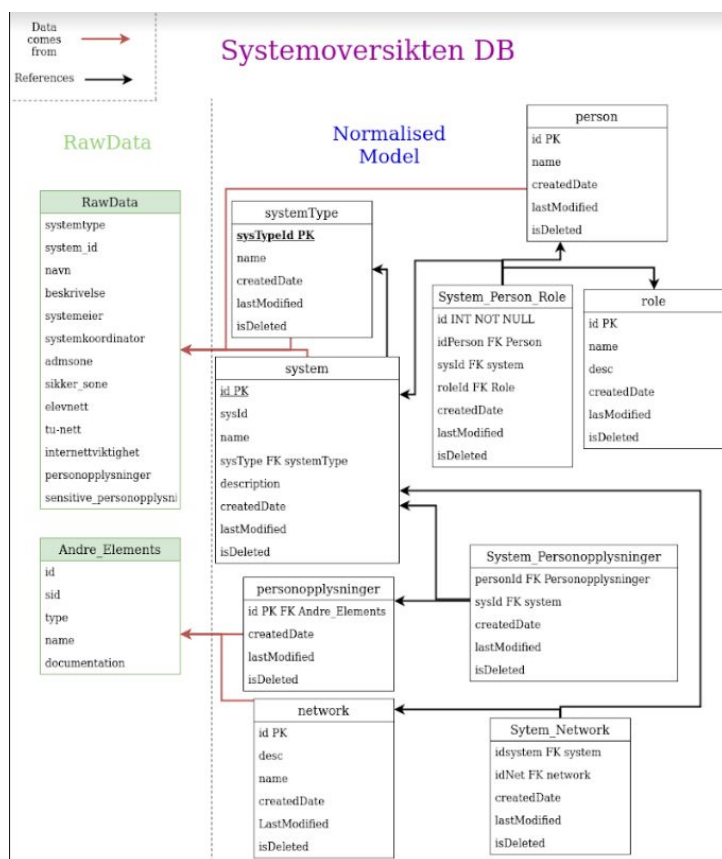 Data
comes
from
References
Systemoversikten DB
RawData
Normalised
Model
RawData
systemtype
system_id
navn
beskrivelse
systemeier
systemkoordinator
admsone
sikker_sone
elevnett
tu-nett
internettviktighet
personopplysninger
sensitive_personopplysni
Andre_Elements
id
sid
type
name
documentation
systemType
sysTypeId PK
name
createdDate
lastModified
isDeleted
system
id PK
sysId
name
sysType FK systemType
description
createdDate
lastModified
isDeleted
personopplysninger
id PK FK Andre_Elements
createdDate
lastModified
isDeleted
network
id PK
desc
name
createdDate
LastModified
isDeleted
person
id PK
name
createdDate
lastModified
isDeleted
System_Person_Role
id INT NOT NULL
idPerson FK Person
sysId FK system
roleId FK Role
createdDate
lastModified
isDeleted
role
id PK
name
desc
createdDate
lasModified
isDeleted
System_Personopplysninger
personId FK Personopplysninger
sysId FK system
createdDate
lastModified
isDeleted
Sytem_Network
idsystem FK system
idNet FK network
createdDate
lastModified
isDeleted